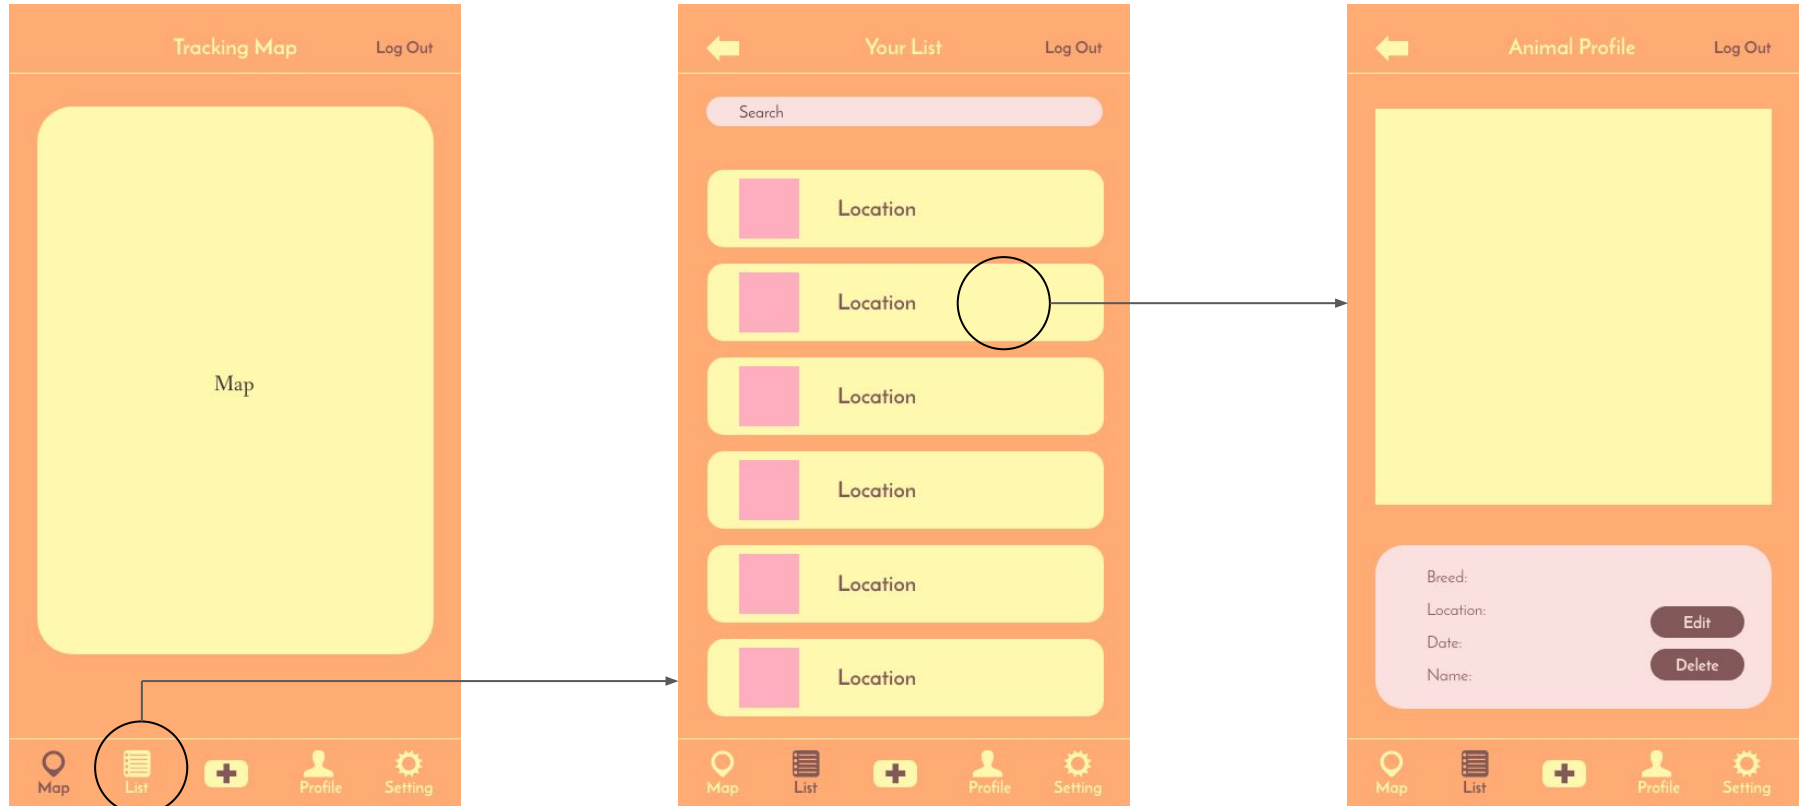 Tracking Map
Log Out
Map
Map
List
Profile
Setting
Your List
Log Out
Search
Location
Location
Location
Location
Location
Location
Map
List
Profile
Setting
Animal Profile
Log Out
Breed:
Location:
Date:
Name:
Edit
Delete
Map
List
Profile
Setting